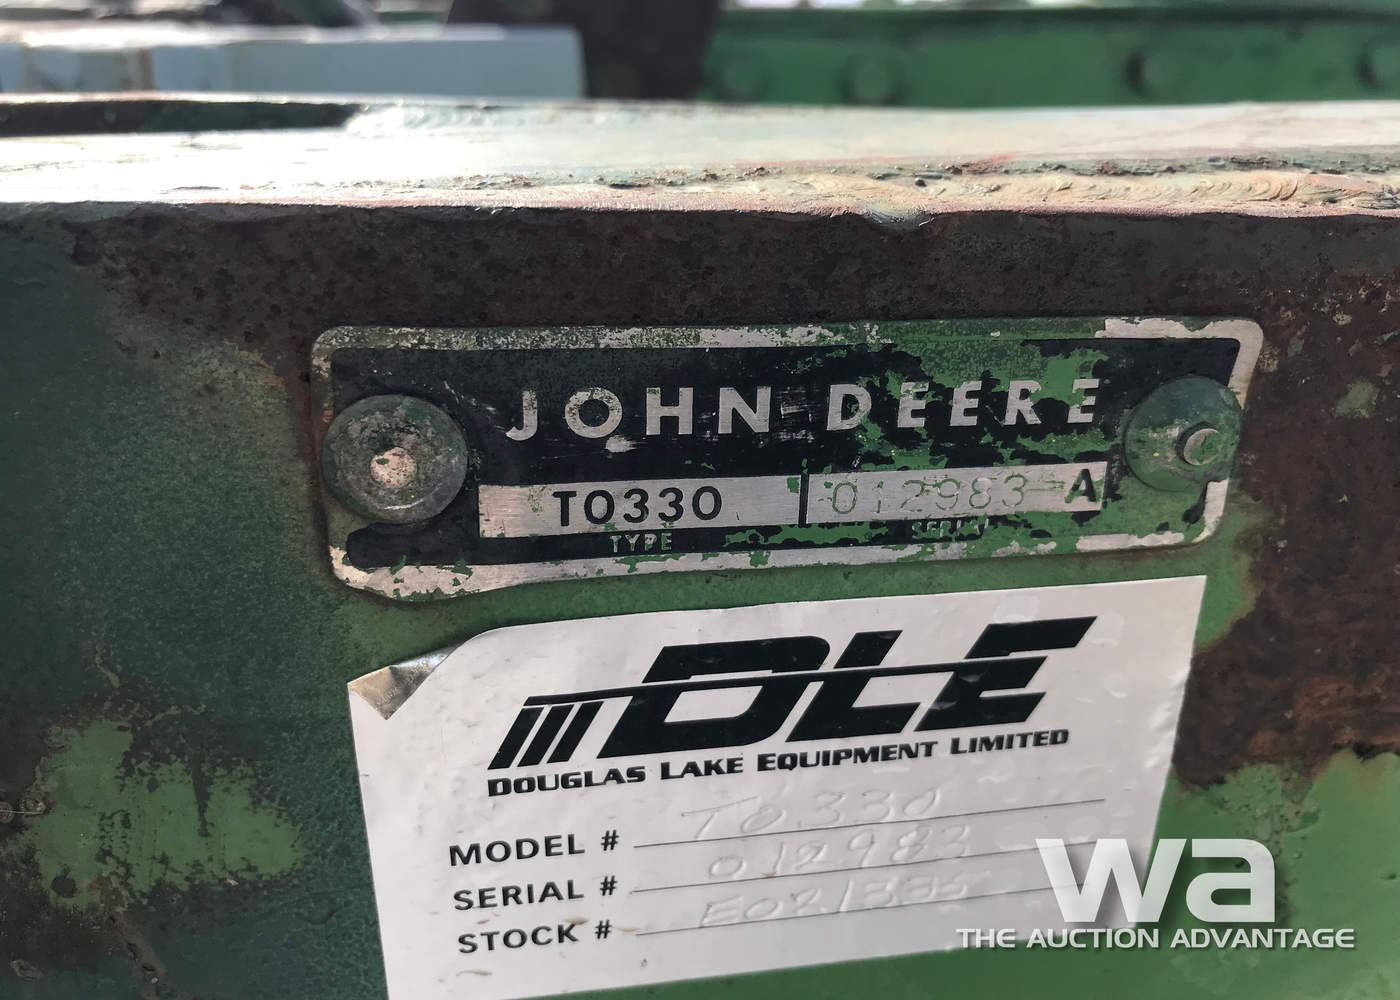 JOHN DEERE
TO330 012983 A
TYPE SERIAL
DLE
DOUGLAS LAKE EQUIPMENT LIMITED
MODEL # TO330
SERIAL # 012983
STOCK #
wa
THE AUCTION ADVANTAGE